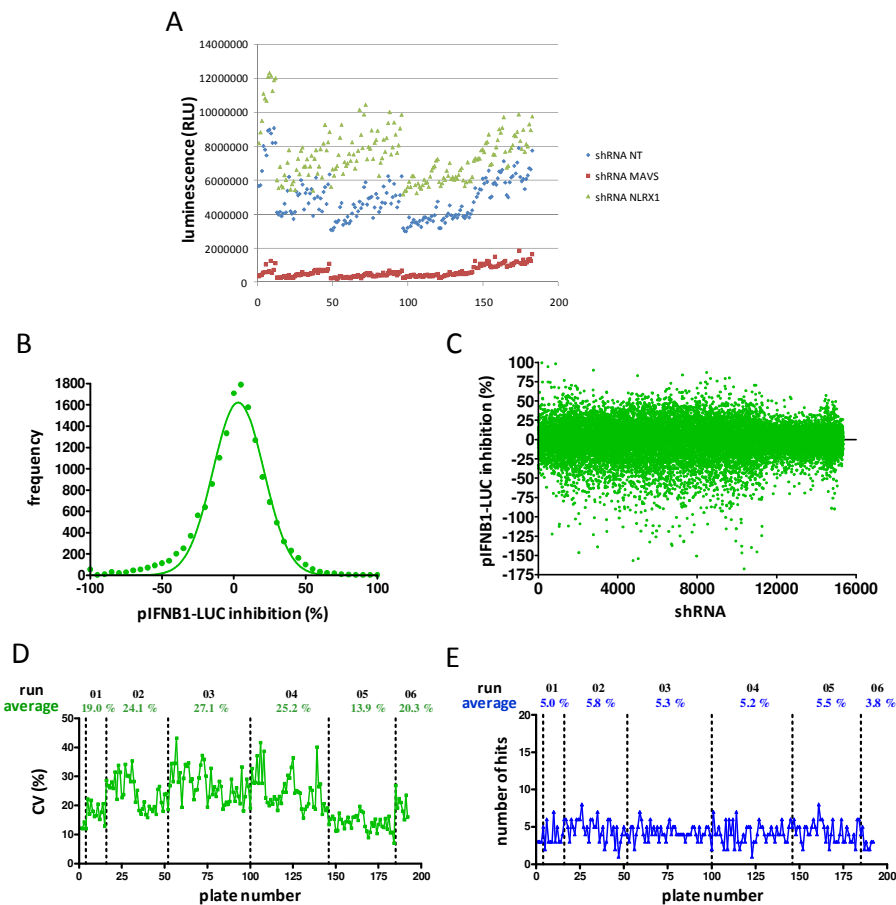 A
14000000
12000000
10000000
8000000
6000000
4000000
2000000
0
luminescence (RLU)
0 50 100 150 200
shRNA NT
shRNA MAVS
shRNA NLRX1
B
1800
1600
1400
1200
1000
800
600
400
200
0
frequency
-100 -50 0 50 100
pIFNB1-LUC inhibition (%)
C
100
75
50
25
0
-25
-50
-75
-100
-125
-150
-175
pIFNB1-LUC inhibition (%)
0 4000 8000 12000 16000
shRNA
D
run 01 02 03 04 05 06
average 19.0 % 24.1 % 27.1 % 25.2 % 13.9 % 20.3 %
50
40
30
20
10
0
CV (%)
0 25 50 75 100 125 150 175 200
plate number
E
run 01 02 03 04 05 06
average 5.0 % 5.8 % 5.3 % 5.2 % 5.5 % 3.8 %
20
15
10
5
0
number of hits
0 25 50 75 100 125 150 175 200
plate number